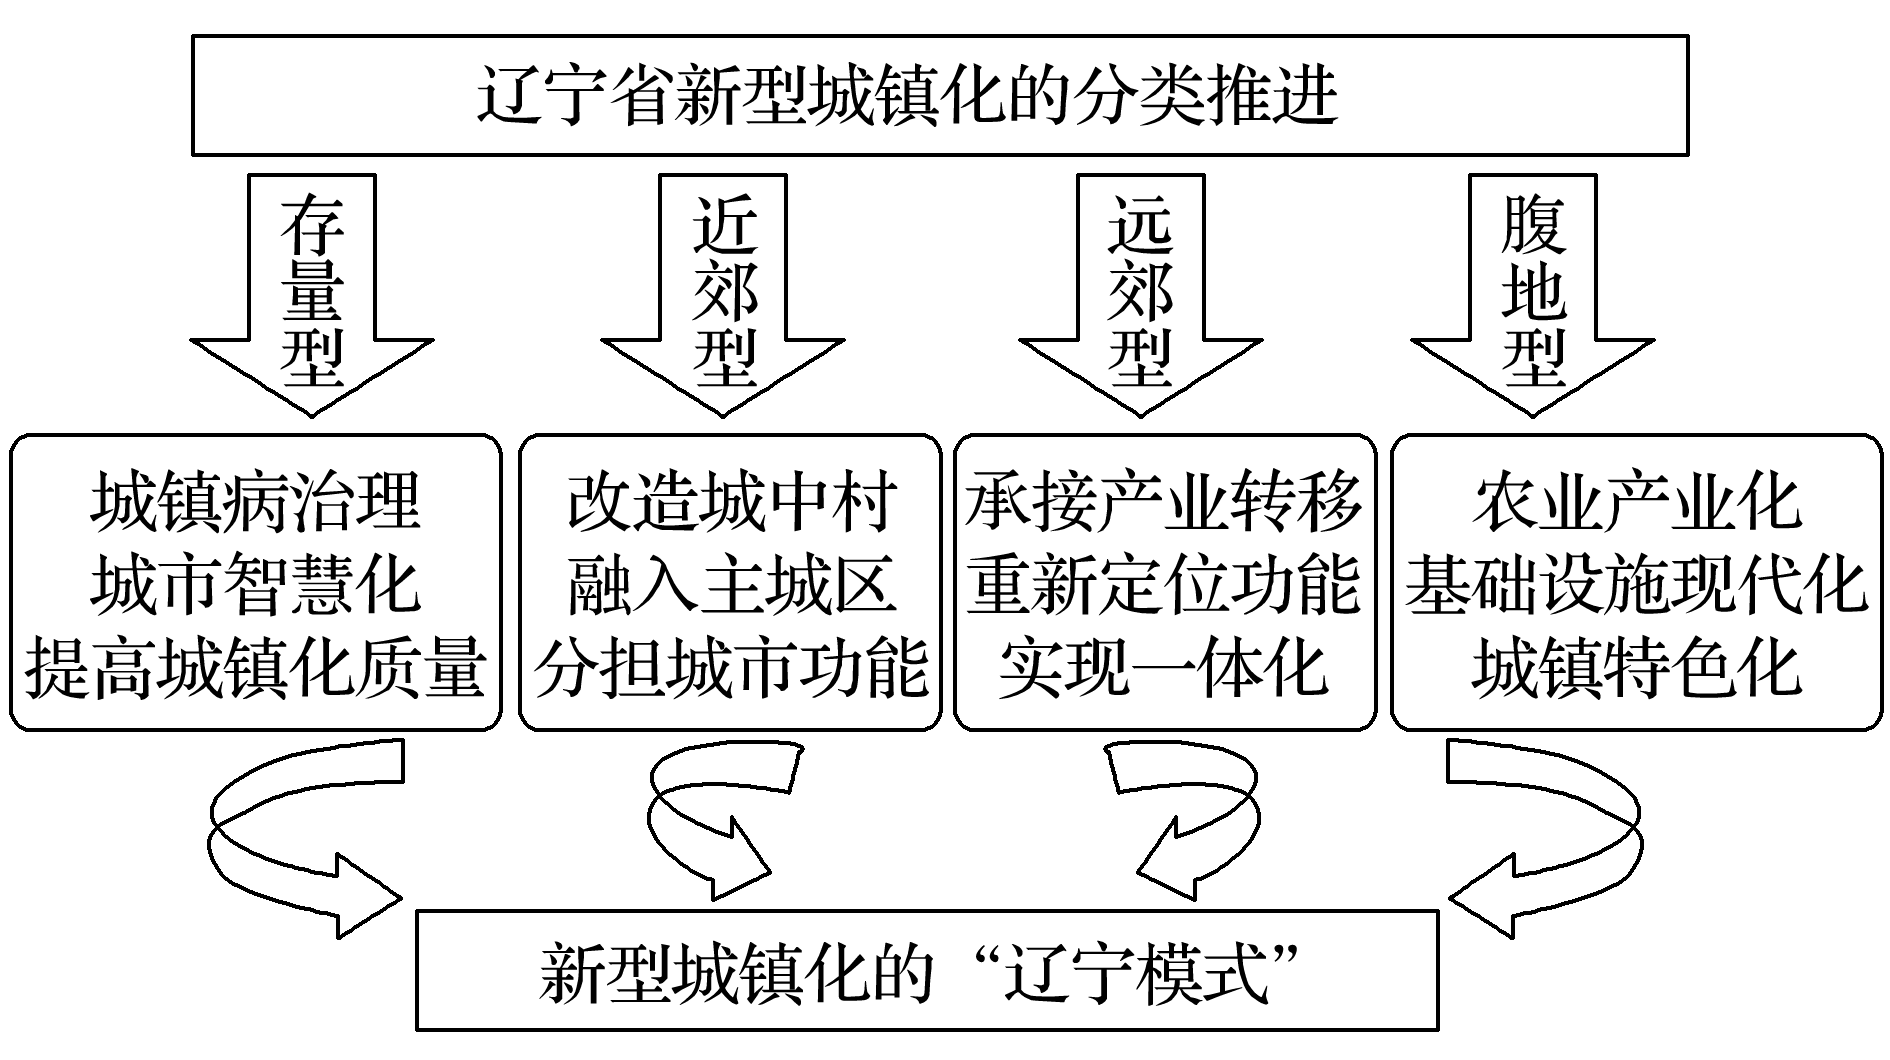 辽宁省新型城镇化的分类推进
存量型
近郊型
远郊型
腹地型
城镇病治理
城市智慧化
提高城镇化质量
改造城中村
融入主城区
分担城市功能
承接产业转移
重新定位功能
实现一体化
农业产业化
基础设施现代化
城镇特色化
新型城镇化的“辽宁模式”